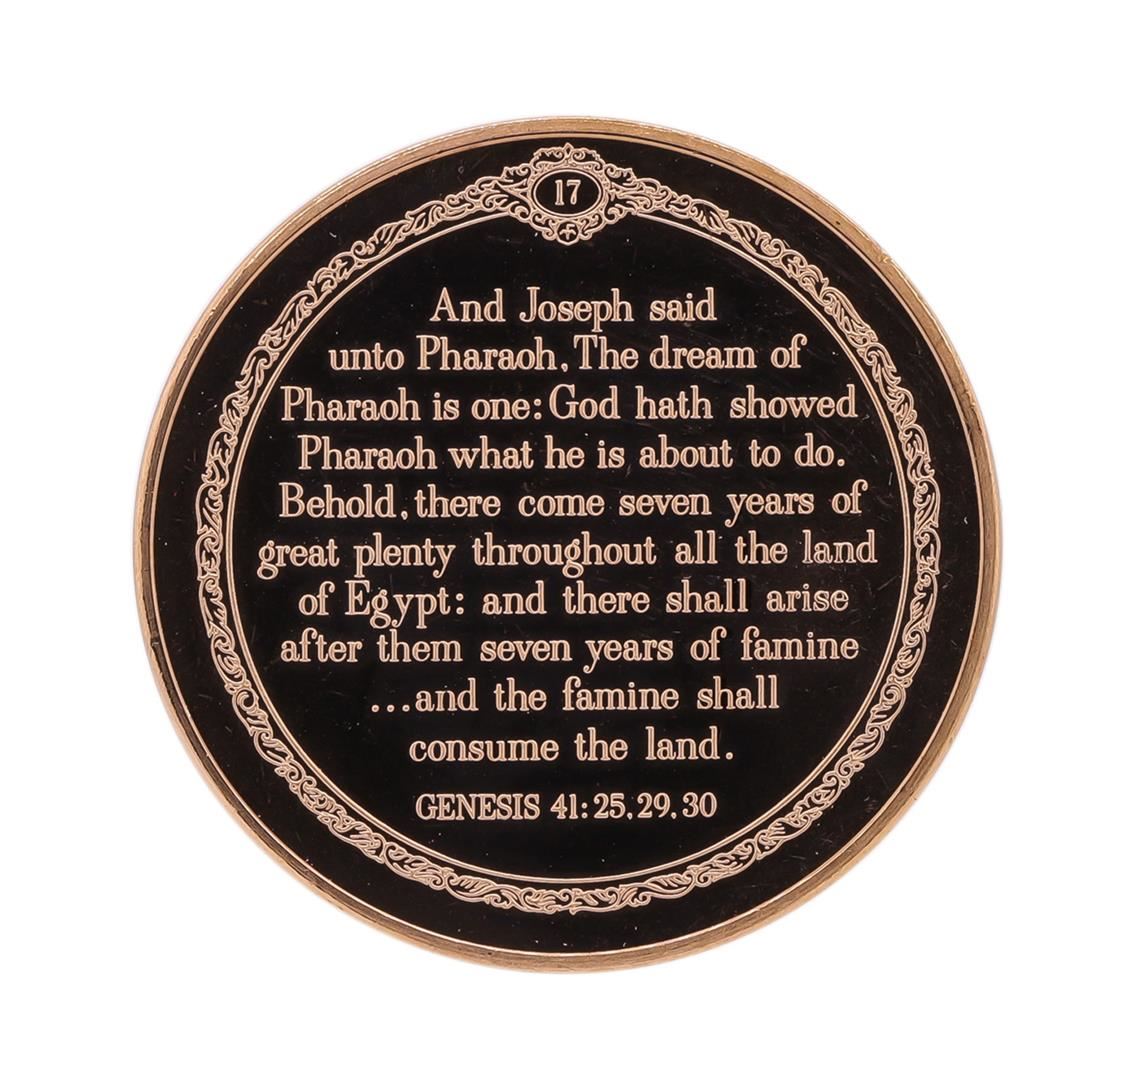 17
And Joseph said
unto Pharaoh, The dream of
Pharaoh is one: God hath showed
Pharaoh what he is about to do.
Behold, there come seven years of
great plenty throughout all the land
of Egypt: and there shall arise
after them seven years of famine
...and the famine shall
consume the land.
GENESIS 41:25, 29, 30